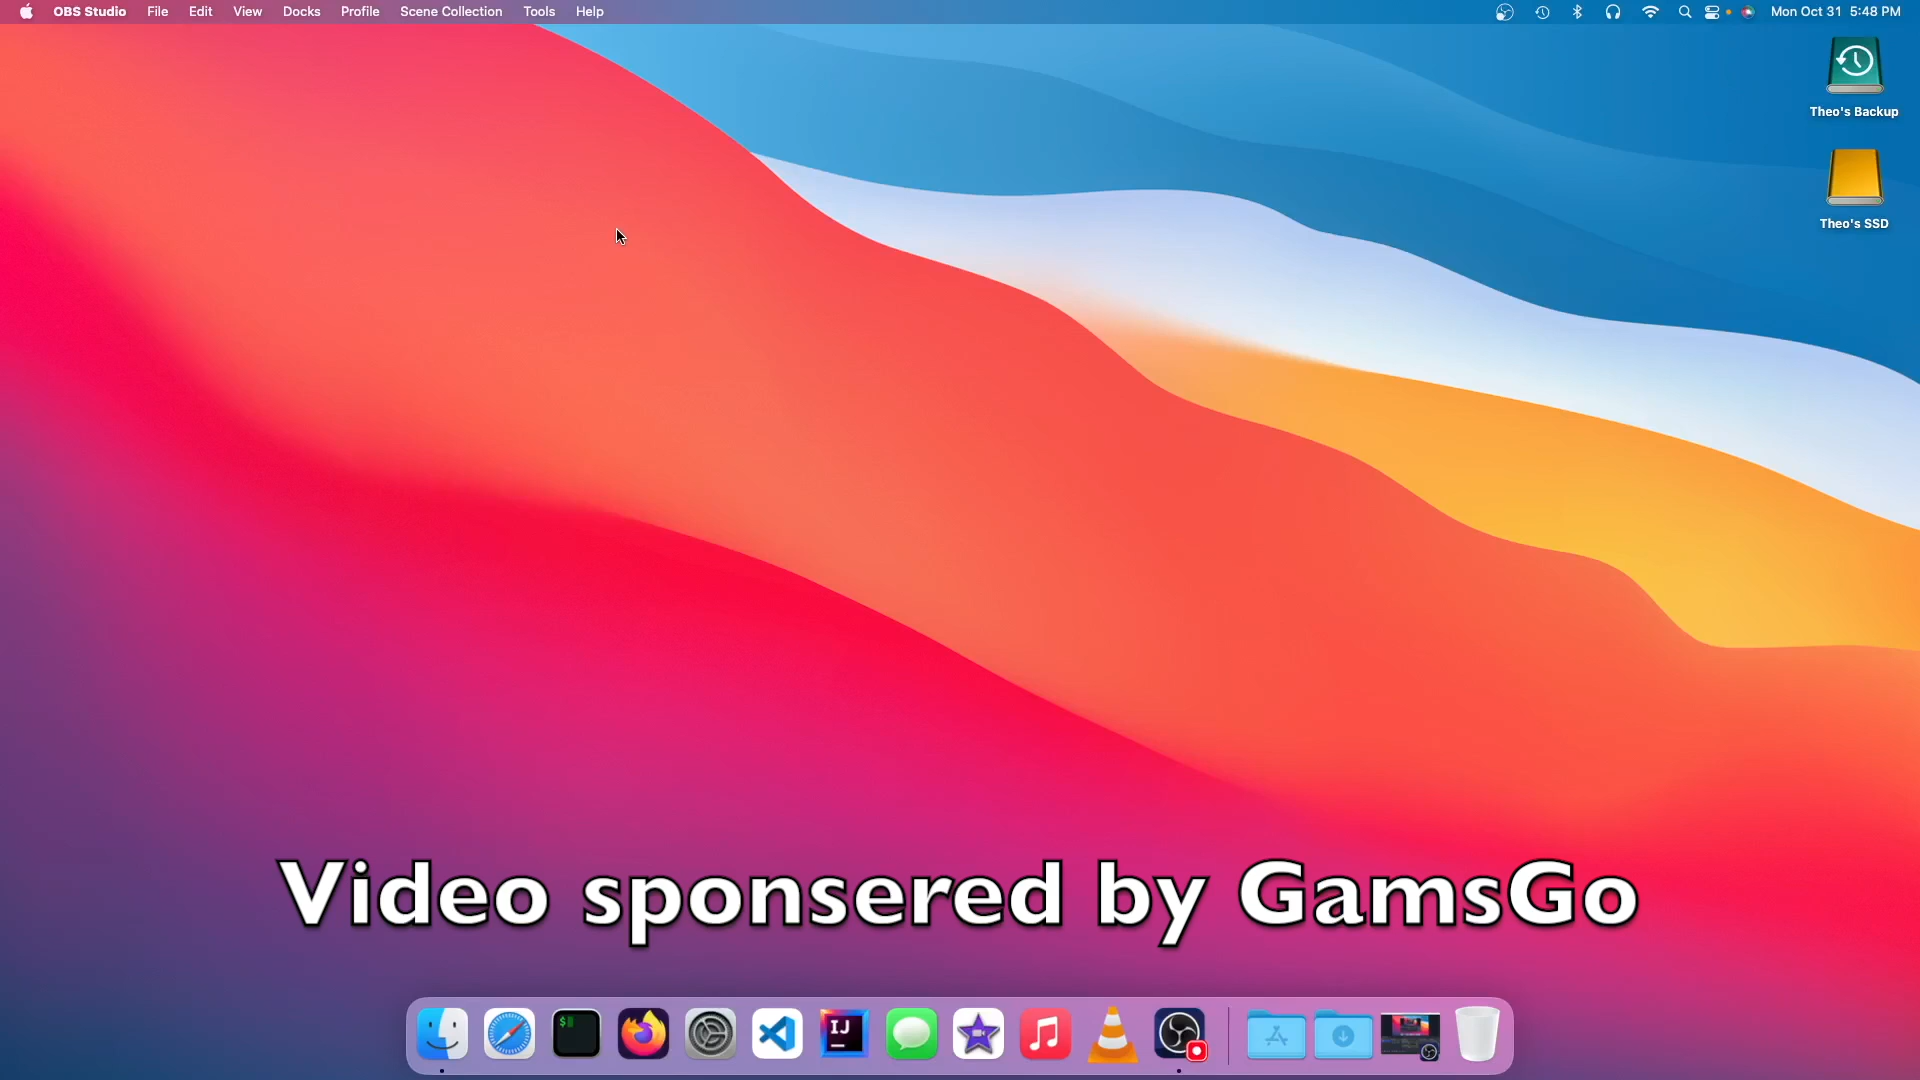 OBS Studio File Edit View Docks Profile Scene Collection Tools Help Mon Oct 31 5:48 PM
Theo's Backup
Theo's SSD
Video sponsered by GamsGo
$
IJ